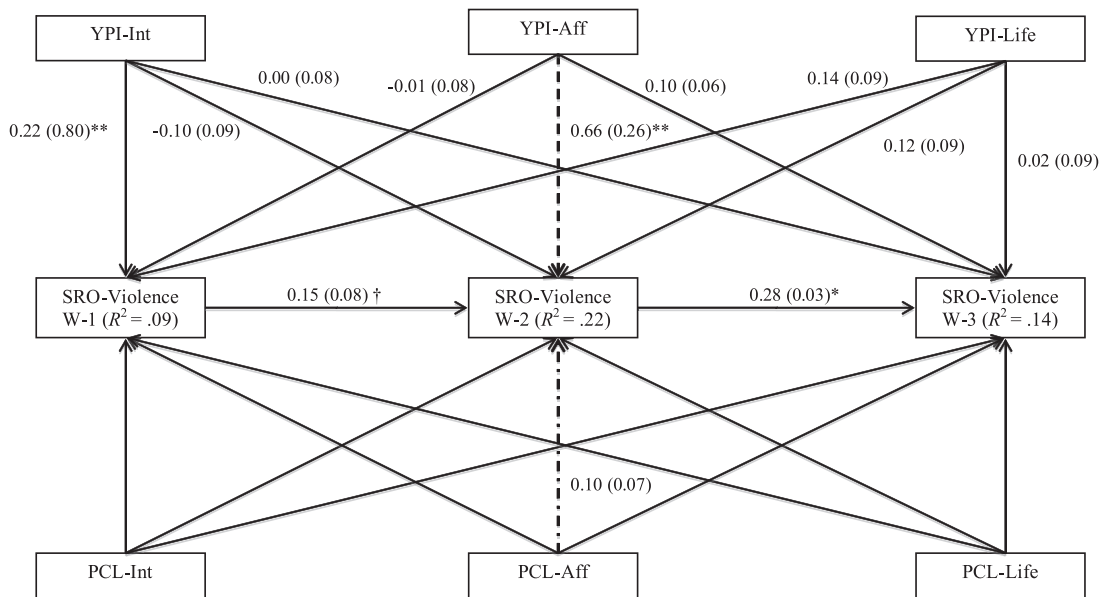 YPI-Int
YPI-Aff
YPI-Life
0.00 (0.08)
-0.01 (0.08)
0.10 (0.06)
0.14 (0.09)
0.22 (0.80)**
-0.10 (0.09)
0.66 (0.26)**
0.12 (0.09)
0.02 (0.09)
SRO-Violence
W-1 (R² = .09)
0.15 (0.08) †
SRO-Violence
W-2 (R² = .22)
0.28 (0.03)*
SRO-Violence
W-3 (R² = .14)
0.10 (0.07)
PCL-Int
PCL-Aff
PCL-Life